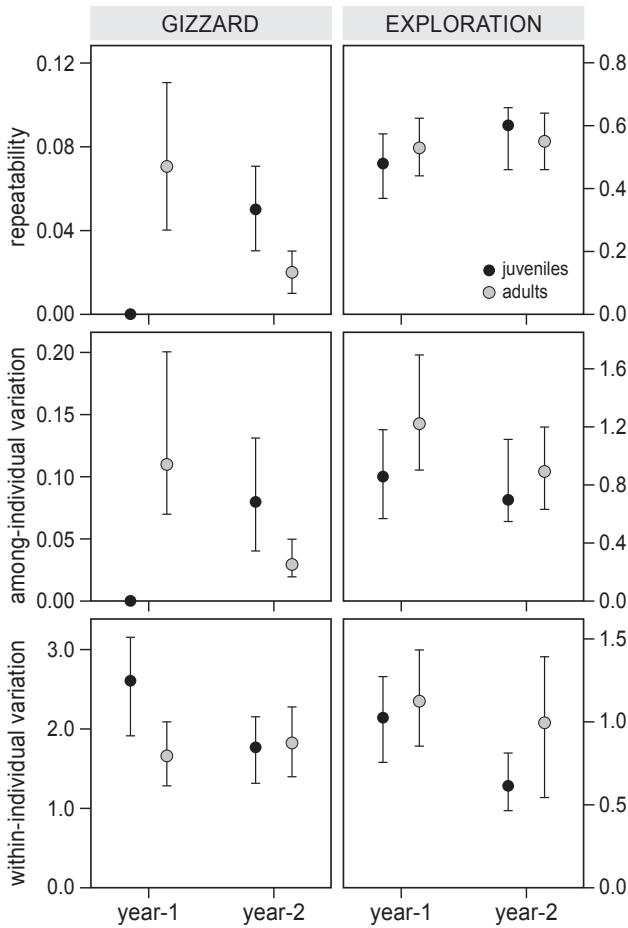 GIZZARD
EXPLORATION
repeatability
0.12
0.08
0.04
0.00
0.8
0.6
0.4
0.2
0.0
juveniles
adults
among-individual variation
0.20
0.15
0.10
0.05
0.00
1.6
1.2
0.8
0.4
0.0
within-individual variation
3.0
2.0
1.0
0.0
1.5
1.0
0.5
0.0
year-1
year-2
year-1
year-2